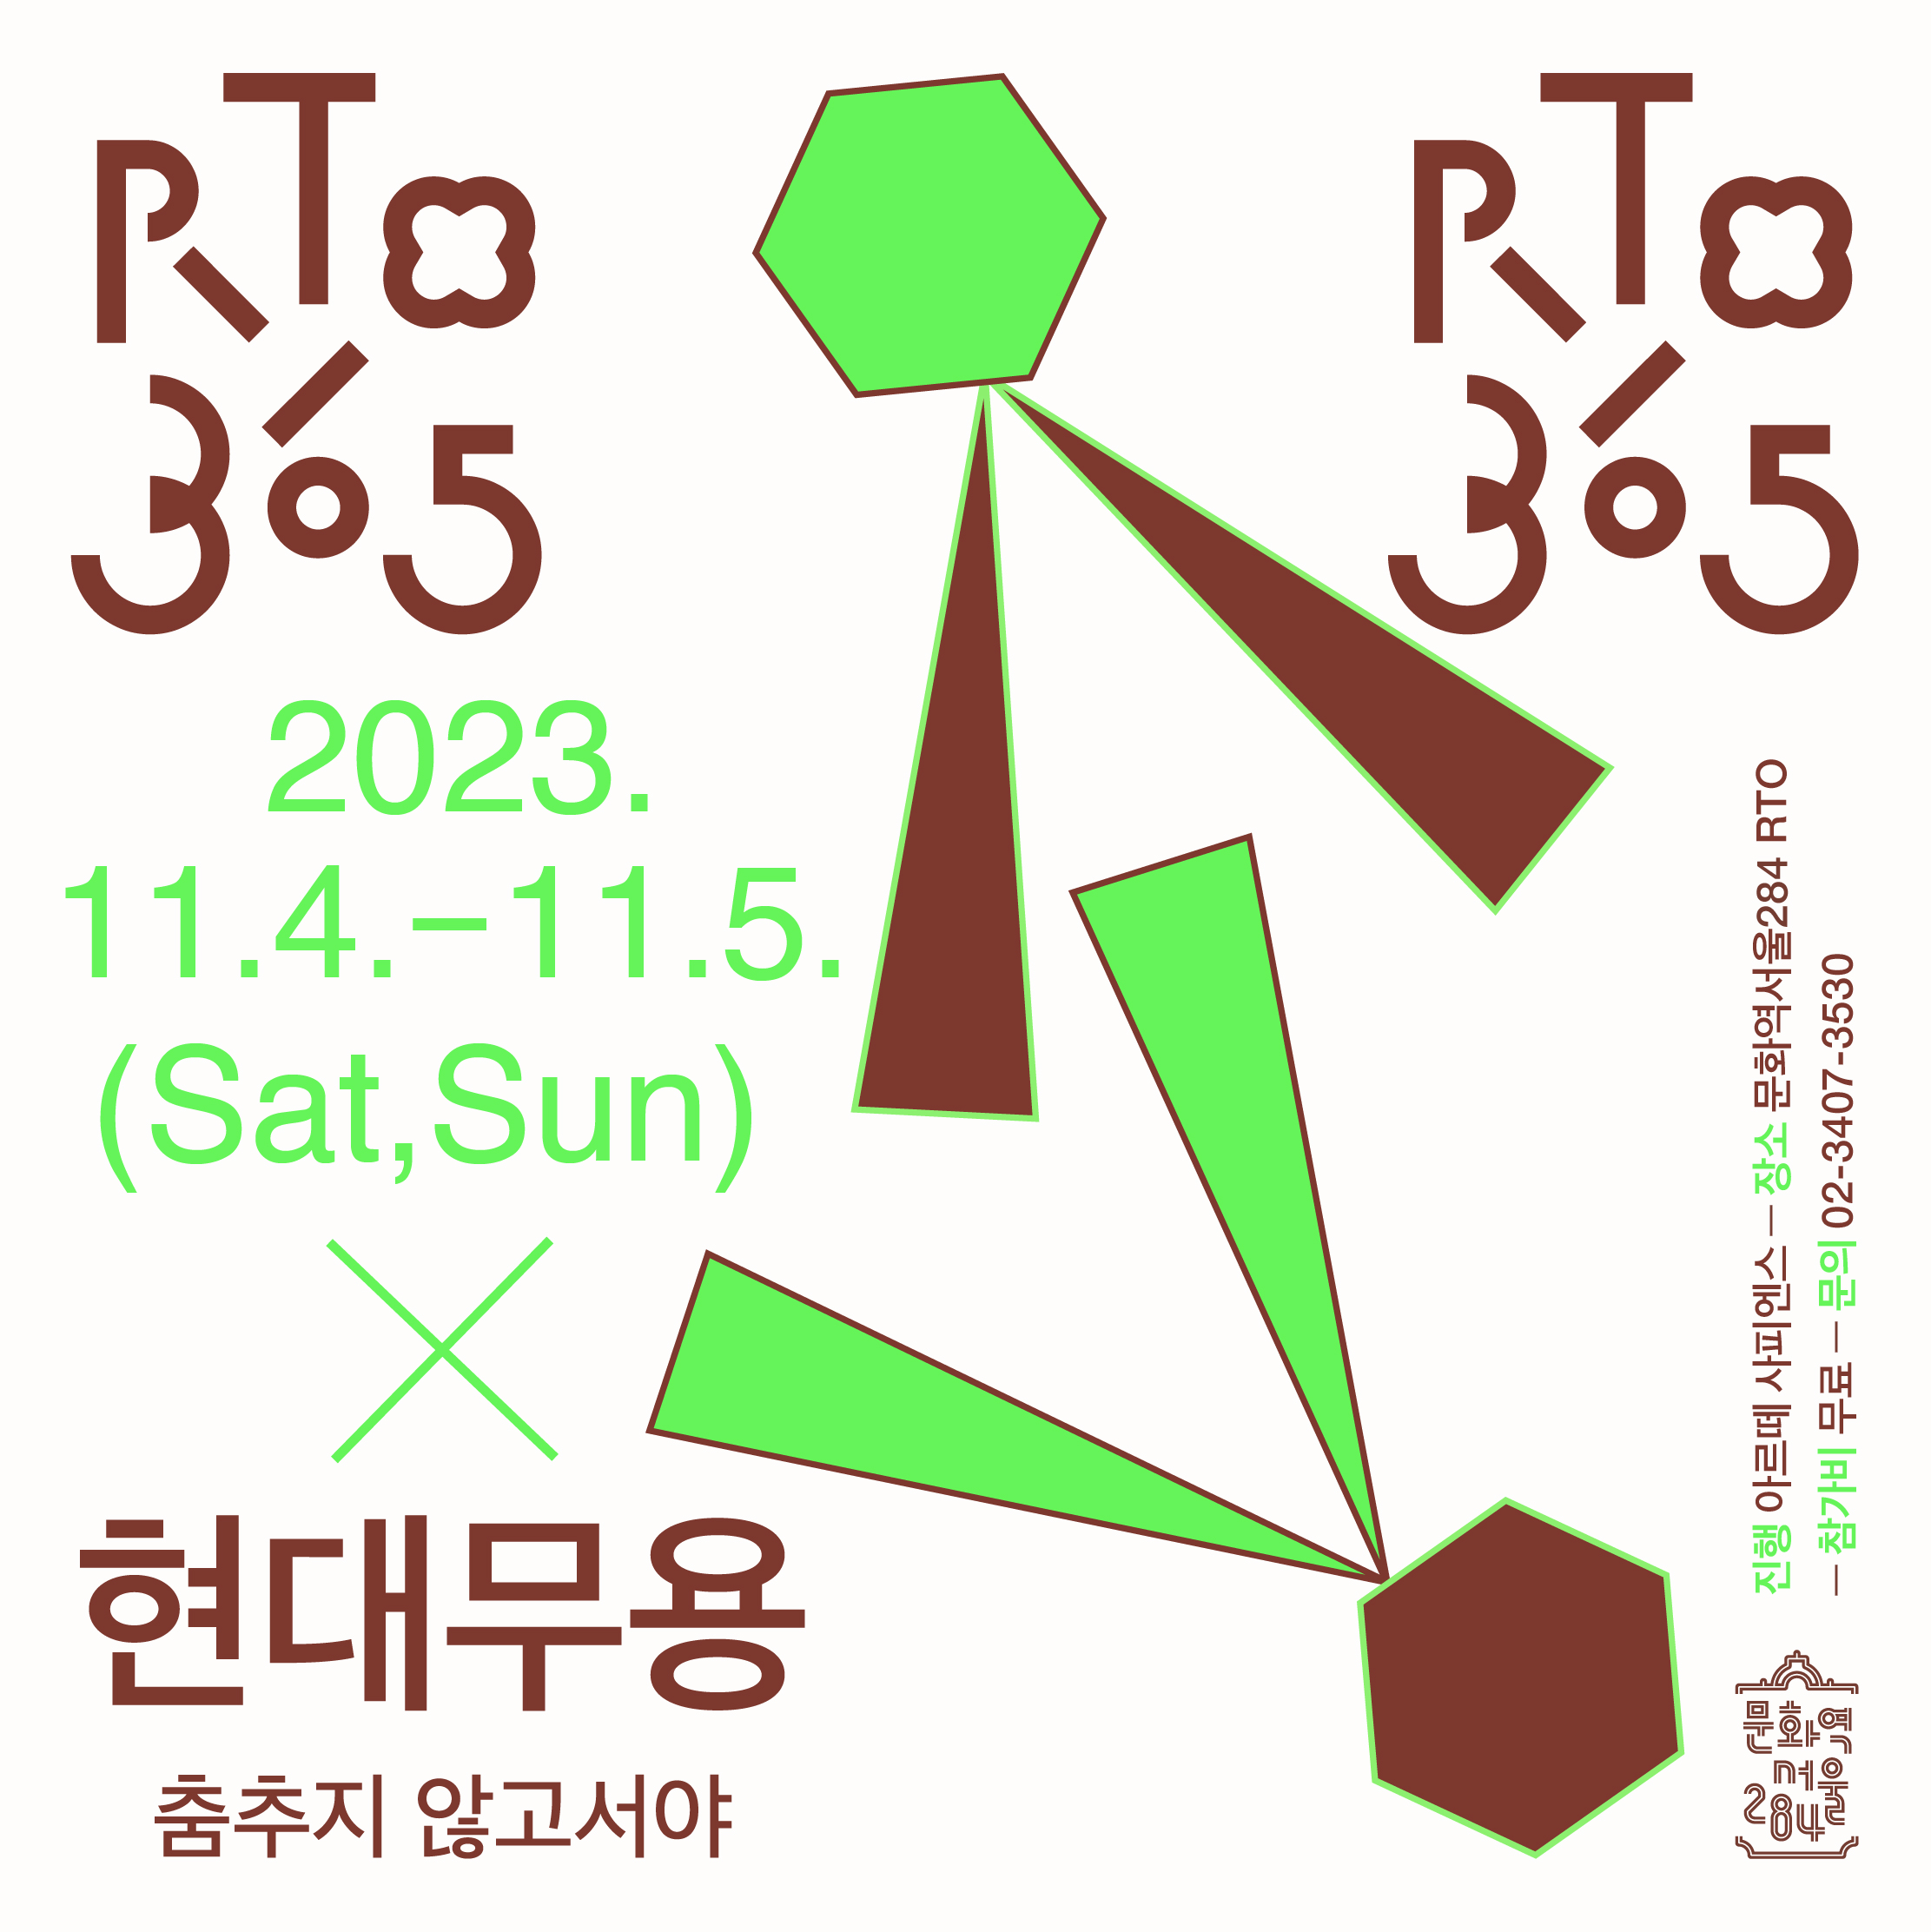 RTO
365
RTO
365
2023.
11.4.–11.5.
(Sat,Sun)
×
현대무용
춤추지 않고서야
진행 아르떼 사피엔스 — 장소 문화역서울284 RTO
— 참가비 무료 — 문의 02-3407-3530
문화역
서울
284